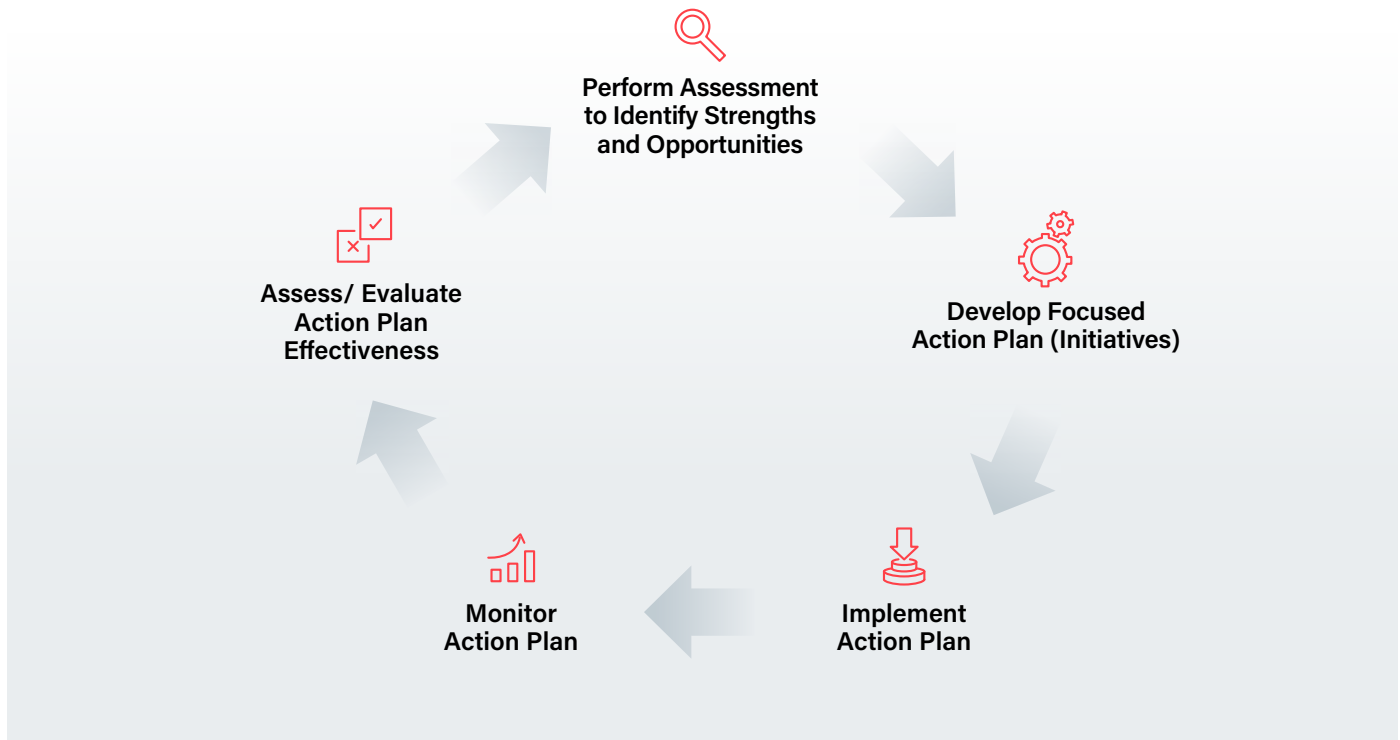 Perform Assessment
to Identify Strengths
and Opportunities
Develop Focused
Action Plan (Initiatives)
Implement
Action Plan
Monitor
Action Plan
Assess/ Evaluate
Action Plan
Effectiveness